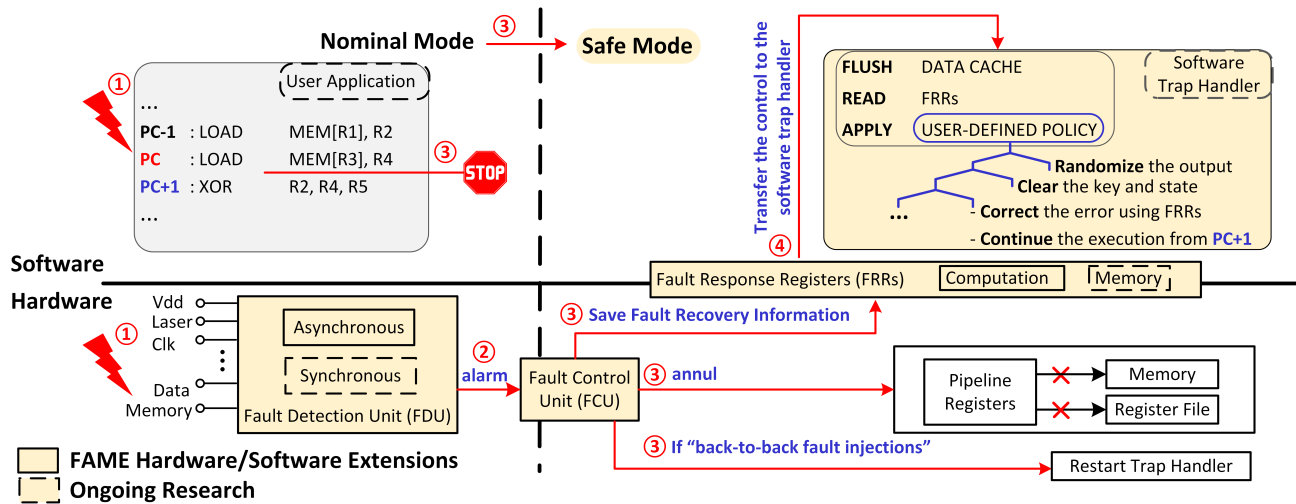 Nominal Mode
③
Safe Mode
①
User Application
...
PC-1 : LOAD MEM[R1], R2
PC : LOAD MEM[R3], R4
③
STOP
PC+1 : XOR R2, R4, R5
...
Transfer the control to the
software trap handler
④
Software
Trap Handler
FLUSH DATA CACHE
READ FRRs
APPLY USER-DEFINED POLICY
Randomize the output
Clear the key and state
...
- Correct the error using FRRs
- Continue the execution from PC+1
Software
Hardware
Fault Response Registers (FRRs)
Computation
Memory
①
Vdd
Laser
Clk
⋮
Data
Memory
Asynchronous
Synchronous
Fault Detection Unit (FDU)
②
alarm
Fault Control
Unit (FCU)
③ Save Fault Recovery Information
③ annul
Pipeline
Registers
Memory
Register File
③ If “back-to-back fault injections”
Restart Trap Handler
FAME Hardware/Software Extensions
Ongoing Research